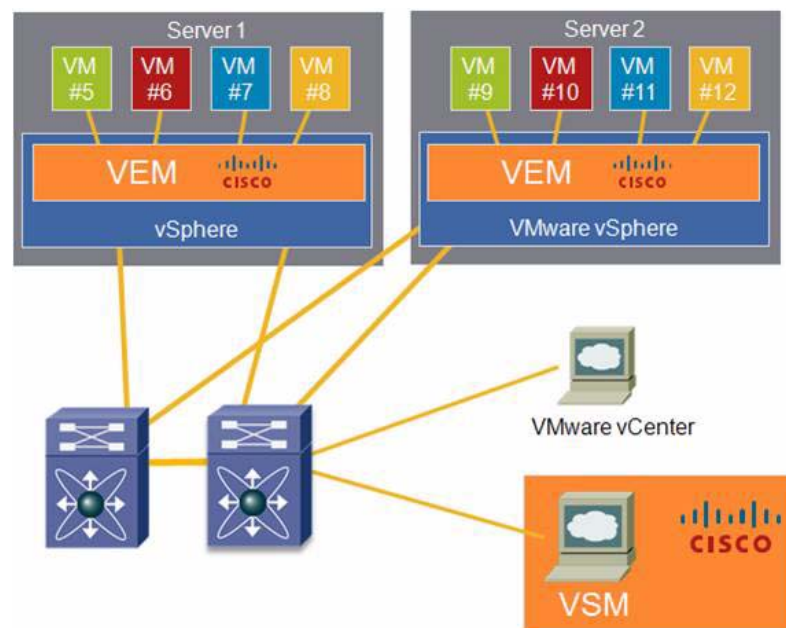 Server 1
VM #5
VM #6
VM #7
VM #8
VEM
CISCO
vSphere
Server 2
VM #9
VM #10
VM #11
VM #12
VEM
CISCO
VMware vSphere
VMware vCenter
VSM
CISCO